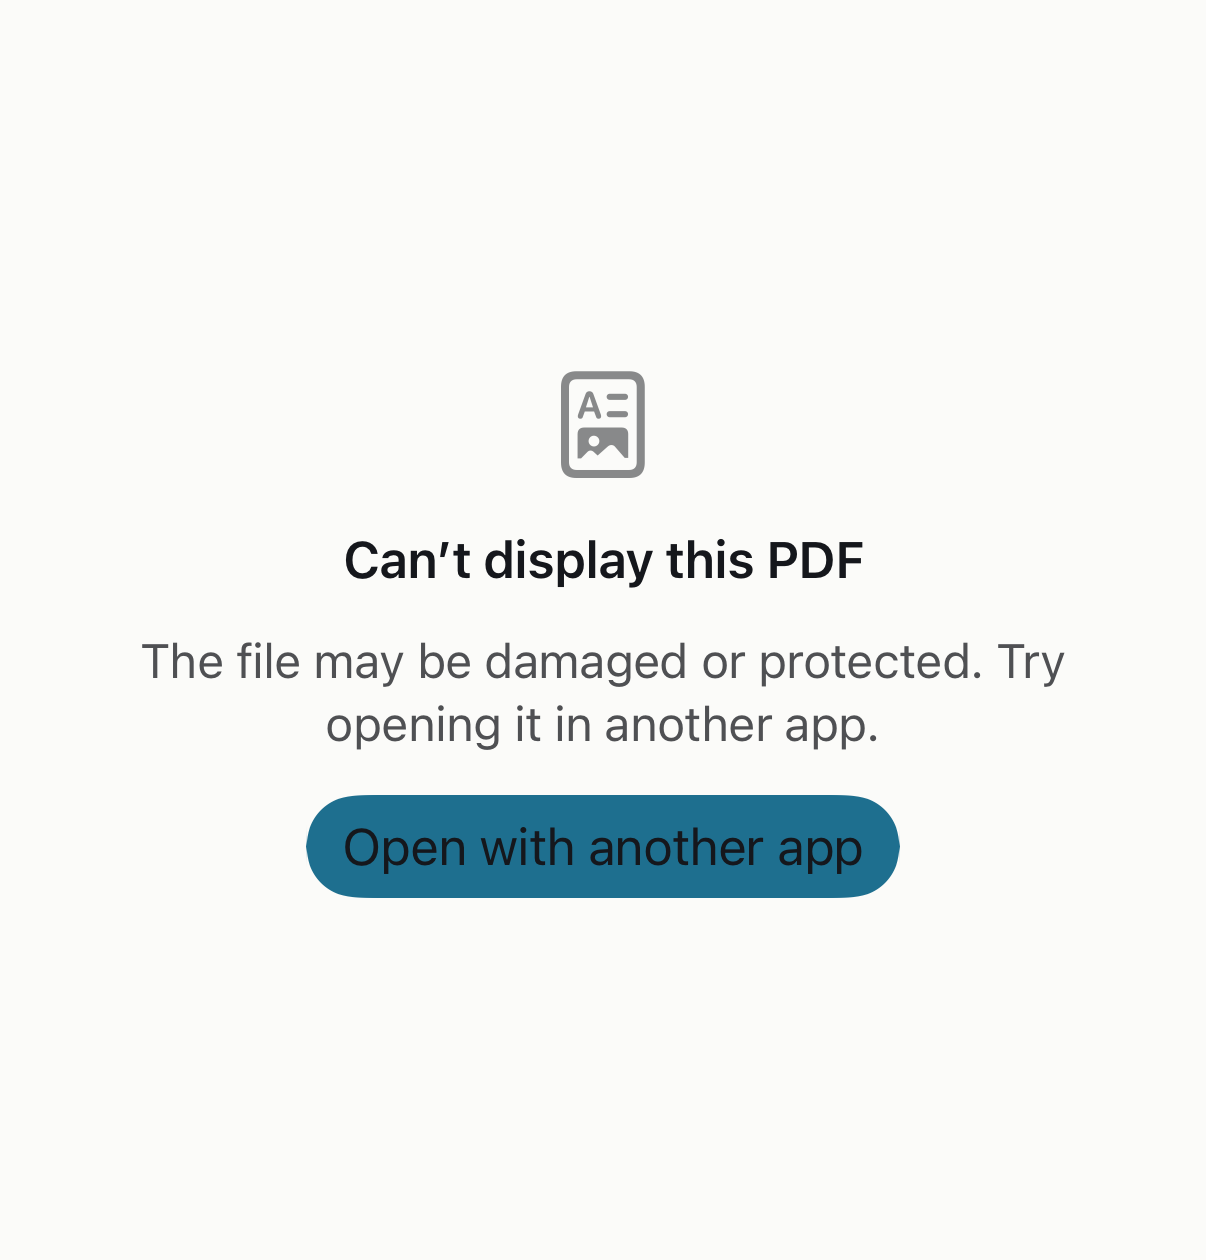 Can’t display this PDF
The file may be damaged or protected. Try
opening it in another app.
Open with another app